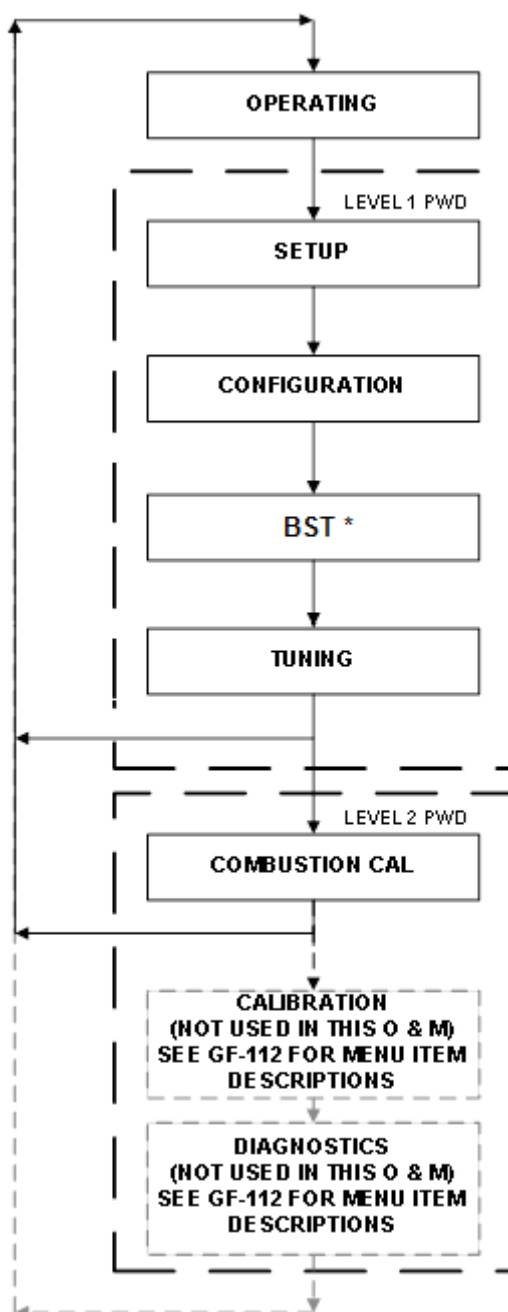 OPERATING
LEVEL 1 PWD
SETUP
CONFIGURATION
BST *
TUNING
LEVEL 2 PWD
COMBUSTION CAL
CALIBRATION
(NOT USED IN THIS O & M)
SEE GF-112 FOR MENU ITEM
DESCRIPTIONS
DIAGNOSTICS
(NOT USED IN THIS O & M)
SEE GF-112 FOR MENU ITEM
DESCRIPTIONS